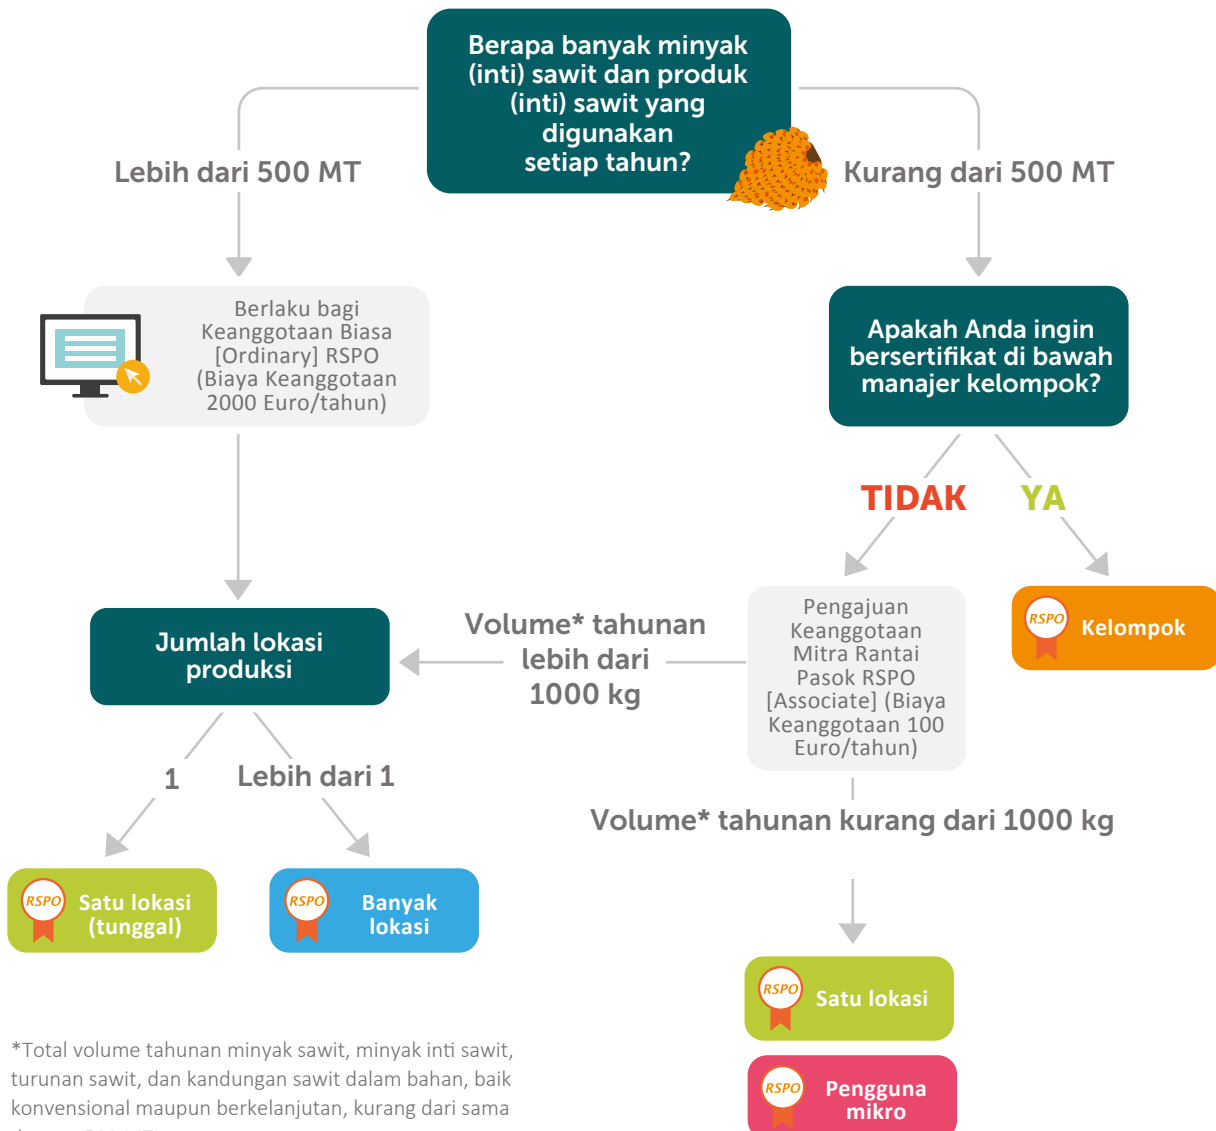 Berapa banyak minyak
(inti) sawit dan produk
(inti) sawit yang
digunakan
setiap tahun?
Lebih dari 500 MT
Kurang dari 500 MT
Berlaku bagi
Keanggotaan Biasa
[Ordinary] RSPO
(Biaya Keanggotaan
2000 Euro/tahun)
Apakah Anda ingin
bersertifikat di bawah
manajer kelompok?
TIDAK
YA
Jumlah lokasi
produksi
Volume* tahunan
lebih dari
1000 kg
Pengajuan
Keanggotaan
Mitra Rantai
Pasok RSPO
[Associate] (Biaya
Keanggotaan 100
Euro/tahun)
RSPO
Kelompok
1
Lebih dari 1
Volume* tahunan kurang dari 1000 kg
RSPO
Satu lokasi
(tunggal)
RSPO
Banyak
lokasi
RSPO
Satu lokasi
RSPO
Pengguna
mikro
*Total volume tahunan minyak sawit, minyak inti sawit,
turunan sawit, dan kandungan sawit dalam bahan, baik
konvensional maupun berkelanjutan, kurang dari sama